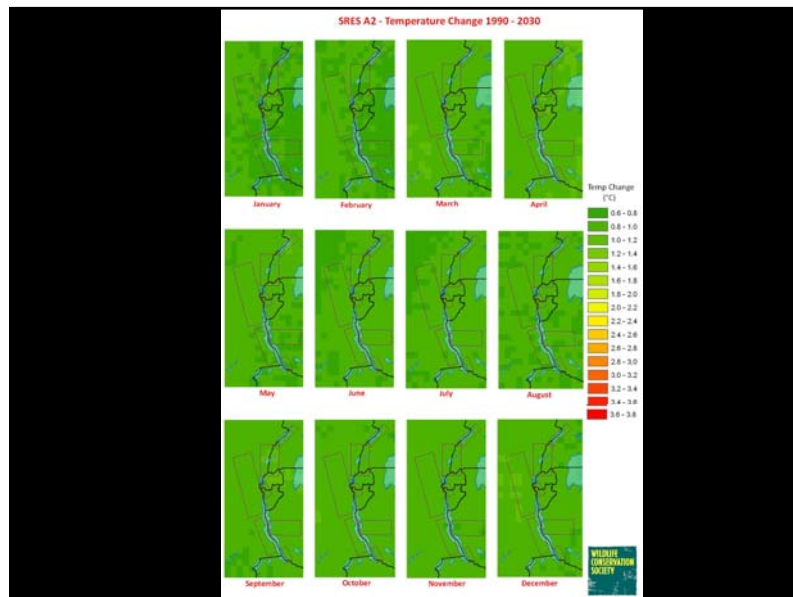 SRES A2 - Temperature Change 1990 - 2030
January
February
March
April
Temp Change
(°C)
0.6 - 0.8
0.8 - 1.0
1.0 - 1.2
1.2 - 1.4
1.4 - 1.6
1.6 - 1.8
1.8 - 2.0
2.0 - 2.2
2.2 - 2.4
2.4 - 2.6
2.6 - 2.8
2.8 - 3.0
3.0 - 3.2
3.2 - 3.4
3.4 - 3.6
3.6 - 3.8
May
June
July
August
September
October
November
December
WILDLIFE
CONSERVATION
SOCIETY